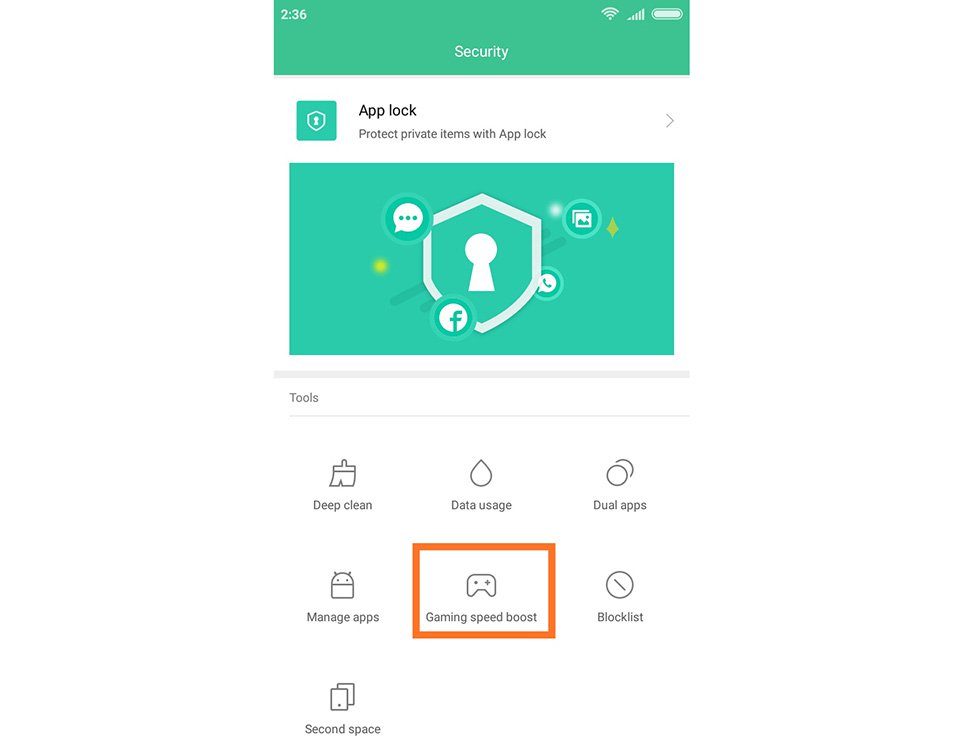 2:36
Security
App lock
Protect private items with App lock
Tools
Deep clean
Data usage
Dual apps
Manage apps
Gaming speed boost
Blocklist
Second space